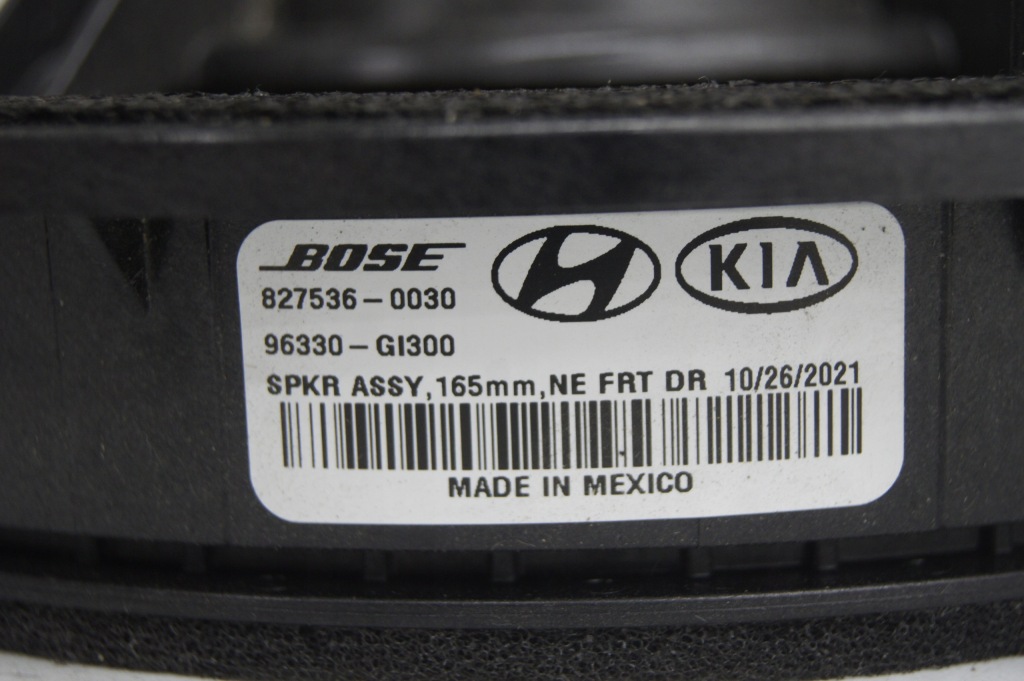 BOSE KIA
827536-0030
96330-GI300
SPKR ASSY,165mm,NE FRT DR 10/26/2021
MADE IN MEXICO